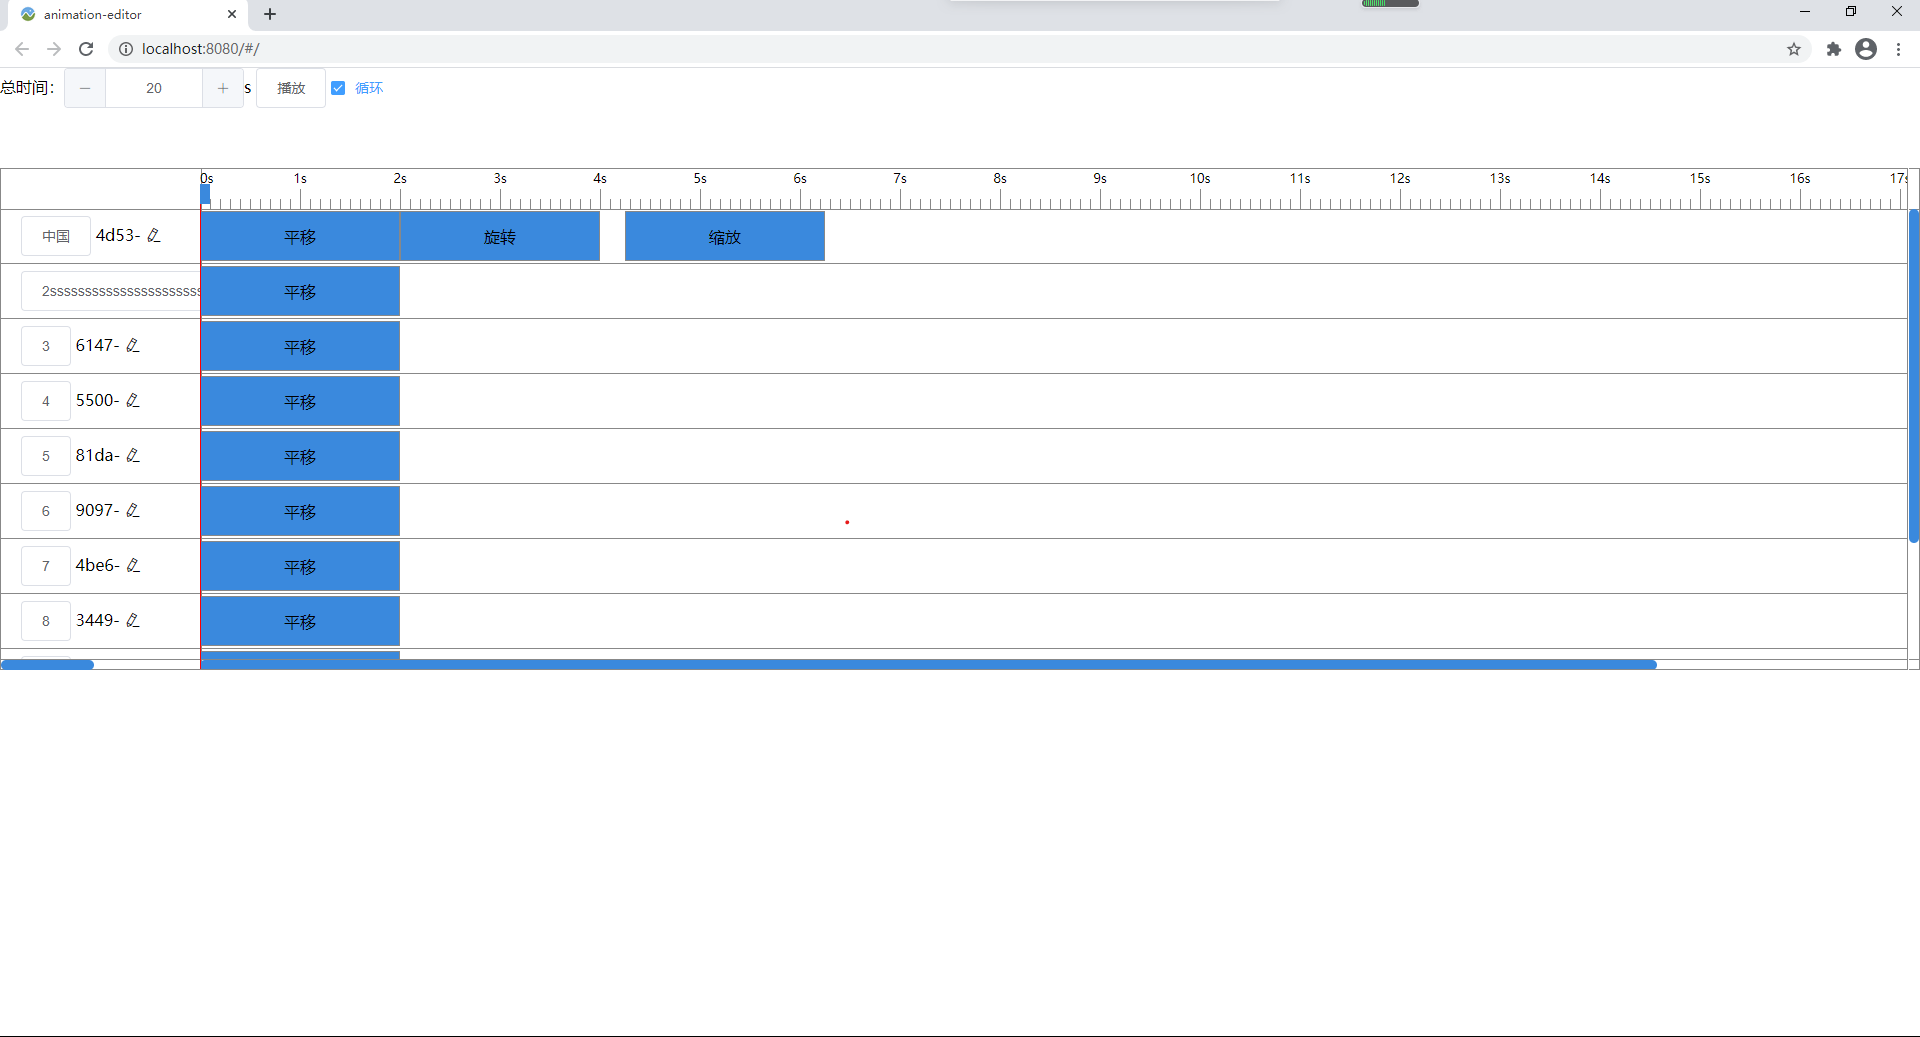 animation-editor
localhost:8080/#/
总时间： 20 s 播放 循环
0s 1s 2s 3s 4s 5s 6s 7s 8s 9s 10s 11s 12s 13s 14s 15s 16s 17s
中国 4d53- 平移 旋转 缩放
2sssssssssssssssssssssss 平移
3 6147- 平移
4 5500- 平移
5 81da- 平移
6 9097- 平移
7 4be6- 平移
8 3449- 平移